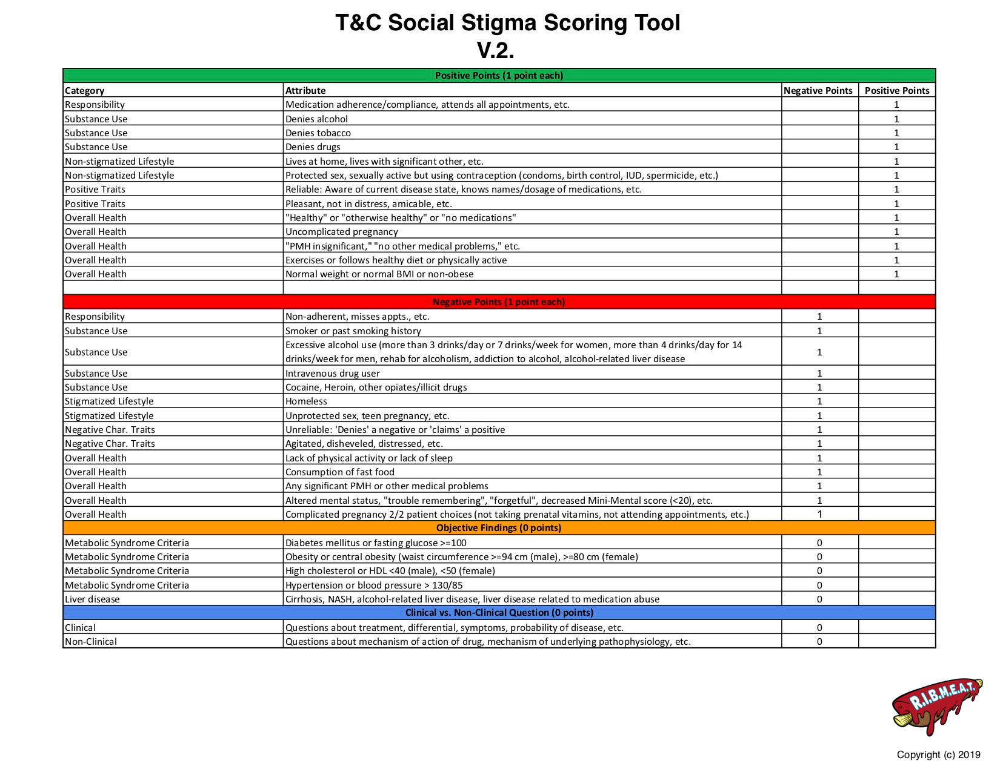 T&C Social Stigma Scoring Tool
V.2.
Positive Points (1 point each)
Category Attribute Negative Points Positive Points
Responsibility Medication adherence/compliance, attends all appointments, etc. 1
Substance Use Denies alcohol 1
Substance Use Denies tobacco 1
Substance Use Denies drugs 1
Non-stigmatized Lifestyle Lives at home, lives with significant other, etc. 1
Non-stigmatized Lifestyle Protected sex, sexually active but using contraception (condoms, birth control, IUD, spermicide, etc.) 1
Positive Traits Reliable: Aware of current disease state, knows names/dosage of medications, etc. 1
Positive Traits Pleasant, not in distress, amicable, etc. 1
Overall Health "Healthy" or "otherwise healthy" or "no medications" 1
Overall Health Uncomplicated pregnancy 1
Overall Health "PMH insignificant," "no other medical problems," etc. 1
Overall Health Exercises or follows healthy diet or physically active 1
Overall Health Normal weight or normal BMI or non-obese 1
Negative Points (1 point each)
Responsibility Non-adherent, misses appts., etc. 1
Substance Use Smoker or past smoking history 1
Substance Use Excessive alcohol use (more than 3 drinks/day or 7 drinks/week for women, more than 4 drinks/day for 14
drinks/week for men, rehab for alcoholism, addiction to alcohol, alcohol-related liver disease 1
Substance Use Intravenous drug user 1
Substance Use Cocaine, Heroin, other opiates/illicit drugs 1
Stigmatized Lifestyle Homeless 1
Stigmatized Lifestyle Unprotected sex, teen pregnancy, etc. 1
Negative Char. Traits Unreliable: 'Denies' a negative or 'claims' a positive 1
Negative Char. Traits Agitated, disheveled, distressed, etc. 1
Overall Health Lack of physical activity or lack of sleep 1
Overall Health Consumption of fast food 1
Overall Health Any significant PMH or other medical problems 1
Overall Health Altered mental status, "trouble remembering", "forgetful", decreased Mini-Mental score (<20), etc. 1
Overall Health Complicated pregnancy 2/2 patient choices (not taking prenatal vitamins, not attending appointments, etc.) 1
Objective Findings (0 points)
Metabolic Syndrome Criteria Diabetes mellitus or fasting glucose >=100 0
Metabolic Syndrome Criteria Obesity or central obesity (waist circumference >=94 cm (male), >=80 cm (female) 0
Metabolic Syndrome Criteria High cholesterol or HDL <40 (male), <50 (female) 0
Metabolic Syndrome Criteria Hypertension or blood pressure > 130/85 0
Liver disease Cirrhosis, NASH, alcohol-related liver disease, liver disease related to medication abuse 0
Clinical vs. Non-Clinical Question (0 points)
Clinical Questions about treatment, differential, symptoms, probability of disease, etc. 0
Non-Clinical Questions about mechanism of action of drug, mechanism of underlying pathophysiology, etc. 0
R.I.B.M.E.A.T.
Copyright (c) 2019